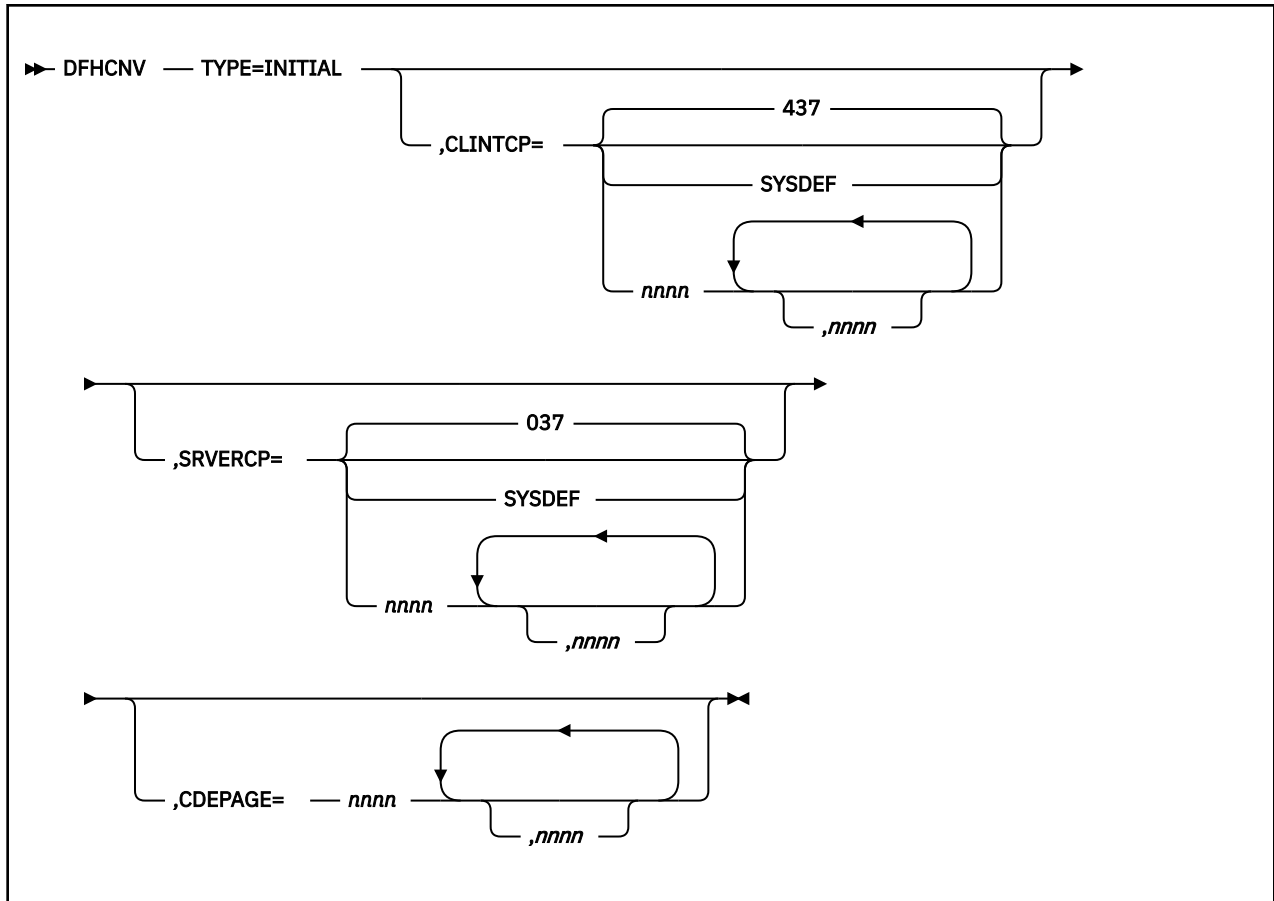 DFHCNV TYPE=INITIAL
437
,CLINTCP=
SYSDEF
nnnn
,nnnn
037
,SRVERCP=
SYSDEF
nnnn
,nnnn
,CDEPAGE= nnnn
,nnnn